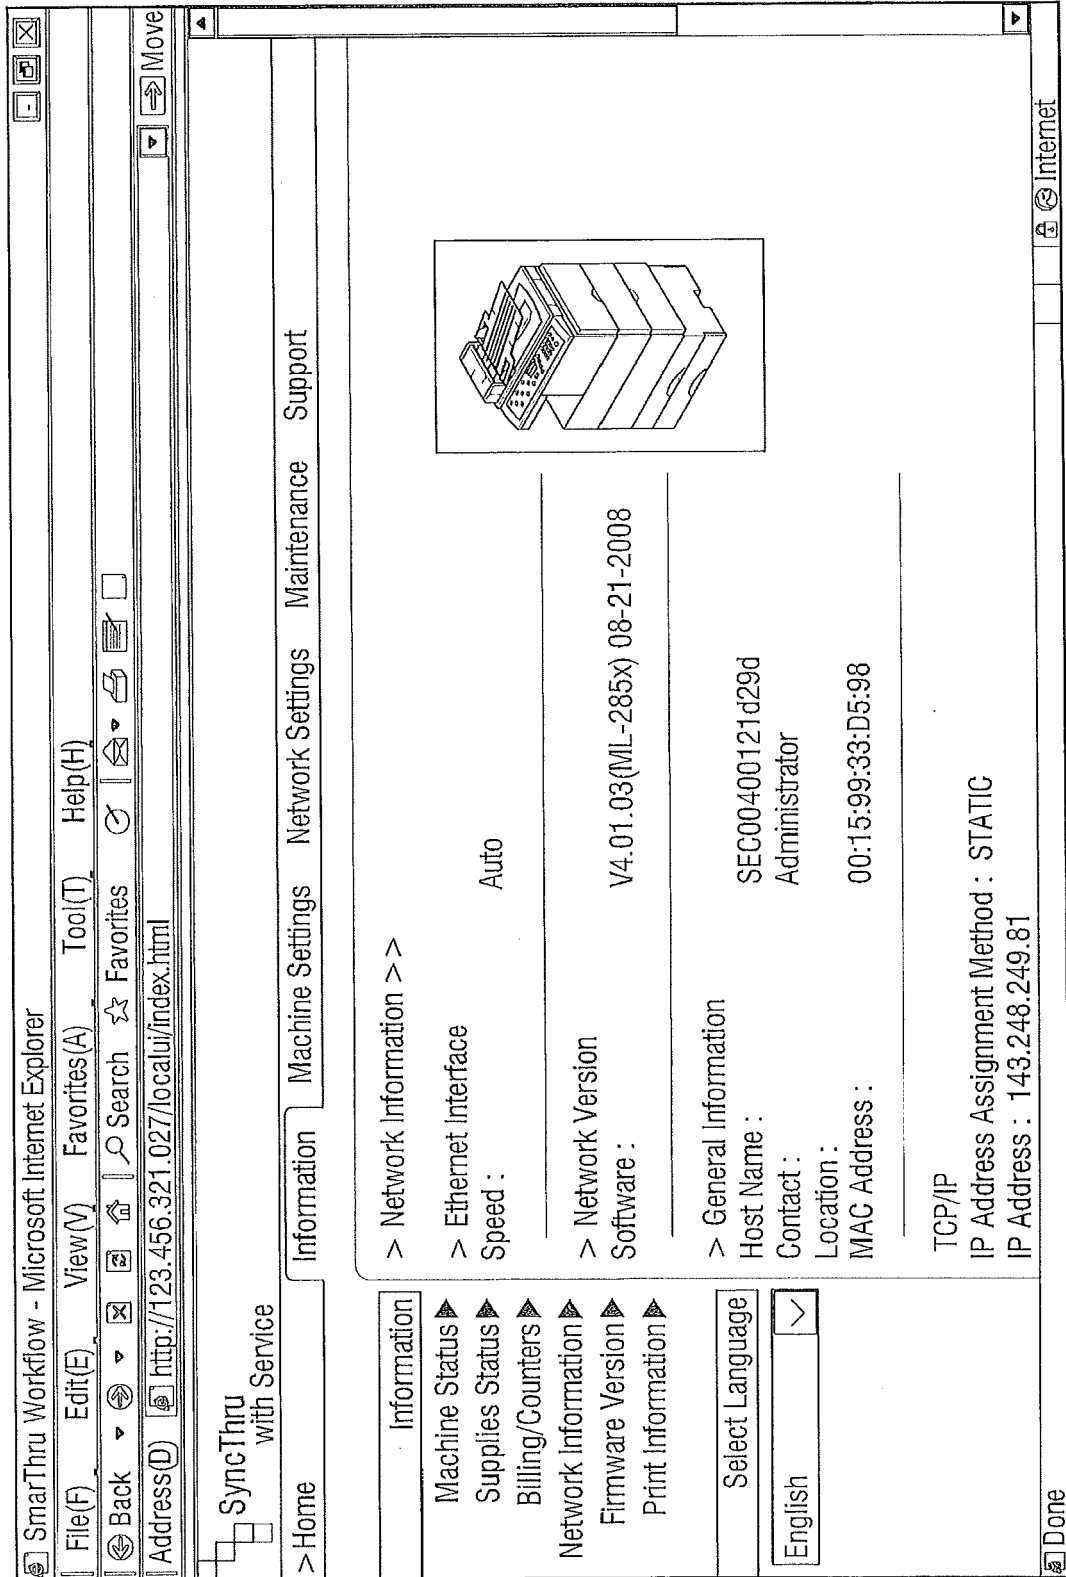 SmarThru Workflow - Microsoft Internet Explorer
File(F) Edit(E) View(V) Favorites(A) Tool(T) Help(H)
Back Search Favorites
Address(D) http://123.456.321.027/localui/index.html Move
SyncThru
with Service
> Home Information Machine Settings Network Settings Maintenance Support
Information
Machine Status
Supplies Status
Billing/Counters
Network Information
Firmware Version
Print Information
Select Language
English
> Network Information >>
> Ethernet Interface
Speed : Auto
> Network Version
Software : V4.01.03(ML-285x) 08-21-2008
> General Information
Host Name : SEC00400121d29d
Contact : Administrator
Location :
MAC Address : 00:15:99:33:D5:98
TCP/IP
IP Address Assignment Method : STATIC
IP Address : 143.248.249.81
Done Internet